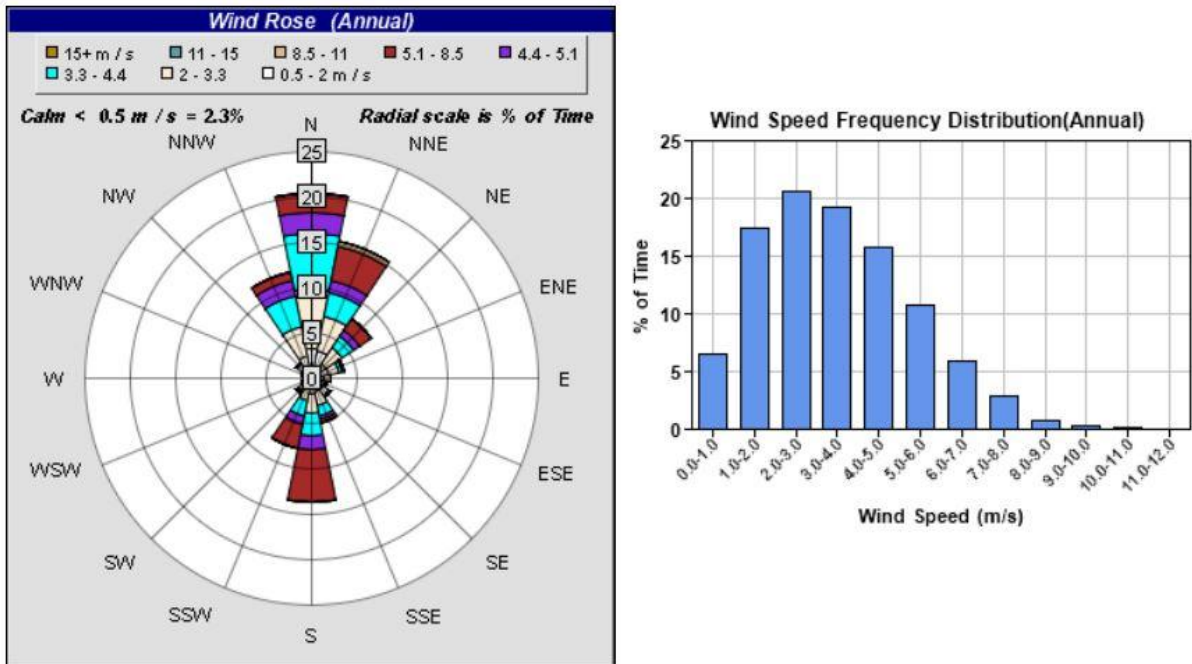 Wind Rose (Annual)
15+ m / s 11 - 15 8.5 - 11 5.1 - 8.5 4.4 - 5.1
3.3 - 4.4 2 - 3.3 0.5 - 2 m / s
Calm < 0.5 m / s = 2.3% Radial scale is % of Time
N
NNW NNE
NW NE
WNW ENE
W E
WSW ESE
SW SE
SSW SSE
S
25
20
15
10
5
0
Wind Speed Frequency Distribution(Annual)
25
20
15
10
5
0
% of Time
0.0-1.0 1.0-2.0 2.0-3.0 3.0-4.0 4.0-5.0 5.0-6.0 6.0-7.0 7.0-8.0 8.0-9.0 9.0-10.0 10.0-11.0 11.0-12.0
Wind Speed (m/s)